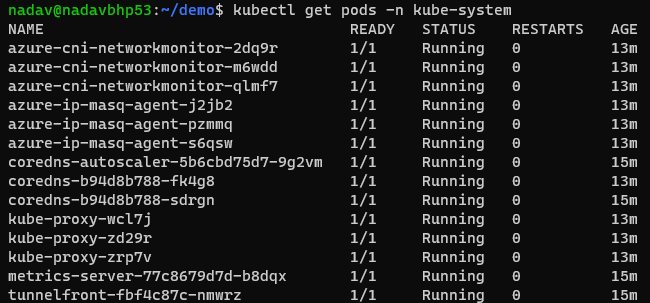 nadav@nadavbhp53:~/demo$ kubectl get pods -n kube-system
NAME READY STATUS RESTARTS AGE
azure-cni-networkmonitor-2dq9r 1/1 Running 0 13m
azure-cni-networkmonitor-m6wdd 1/1 Running 0 13m
azure-cni-networkmonitor-qlmf7 1/1 Running 0 13m
azure-ip-masq-agent-j2jb2 1/1 Running 0 13m
azure-ip-masq-agent-pzmmq 1/1 Running 0 13m
azure-ip-masq-agent-s6qsw 1/1 Running 0 13m
coredns-autoscaler-5b6cbd75d7-9g2vm 1/1 Running 0 15m
coredns-b94d8b788-fk4g8 1/1 Running 0 13m
coredns-b94d8b788-sdrgn 1/1 Running 0 15m
kube-proxy-wcl7j 1/1 Running 0 13m
kube-proxy-zd29r 1/1 Running 0 13m
kube-proxy-zrp7v 1/1 Running 0 13m
metrics-server-77c8679d7d-b8dqx 1/1 Running 0 15m
tunnelfront-fbf4c87c-nmwrz 1/1 Running 0 15m